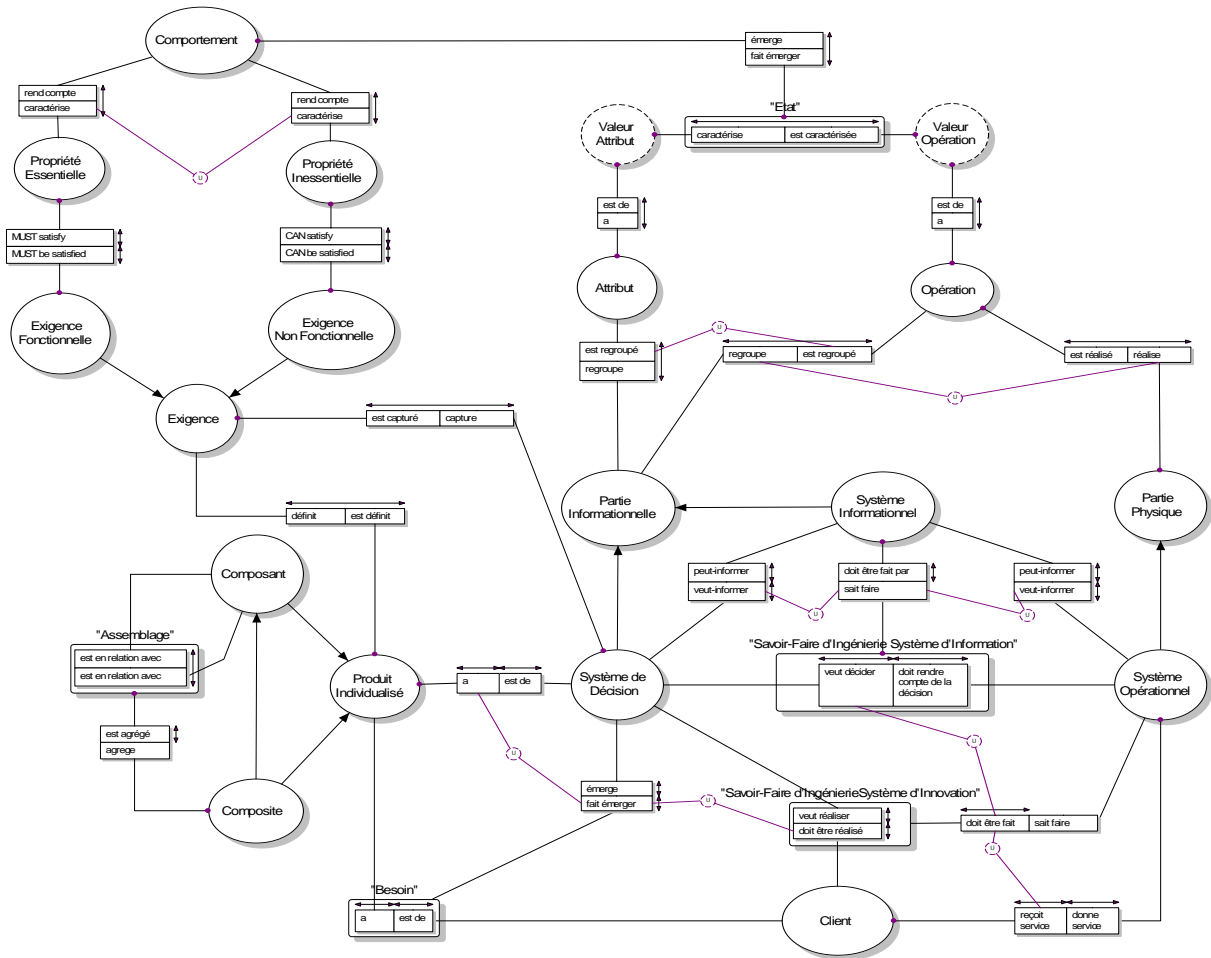 Comportement
émerge
fait émerger
rend compte
caractérise
rend compte
caractérise
"Etat"
Valeur
Attribut
caractérise
est caractérisée
Valeur
Opération
U
Propriété
Essentielle
Propriété
Inessentielle
est de
a
est de
a
MUST satisfy
MUST be satisfied
CAN satisfy
CAN be satisfied
Attribut
Opération
Exigence
Fonctionnelle
Exigence
Non Fonctionnelle
U
est regroupé
regroupe
regroupe
est regroupé
est réalisé
réalise
U
Exigence
est capturé
capture
Partie
Informationnelle
Système
Informationnel
Partie
Physique
définit
est définit
Composant
peut-informer
veut-informer
doit être fait par
sait faire
peut-informer
veut-informer
U
U
"Assemblage"
est en relation avec
est en relation avec
"Savoir-Faire d'Ingénierie Système d'Information"
Produit
Individualisé
a
est de
Système de
Décision
veut décider
doit rendre
compte de la
décision
Système
Opérationnel
est agrégé
agrege
U
U
Composite
émerge
fait émerger
U
"Savoir-Faire d'IngénierieSystème d'Innovation"
veut réaliser
doit être réalisé
doit être fait
sait faire
U
"Besoin"
a
est de
Client
reçoit
service
donne
service